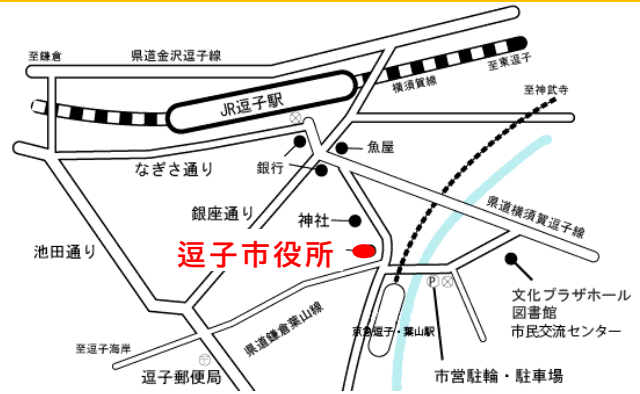 至鎌倉
県道金沢逗子線
至東逗子
横須賀線
JR逗子駅
至神武寺
魚屋
なぎさ通り
銀行
県道横須賀逗子線
銀座通り
神社
池田通り
逗子市役所
P
文化プラザホール
図書館
市民交流センター
県道鎌倉葉山線
京急逗子・葉山駅
至逗子海岸
逗子郵便局
市営駐輪・駐車場